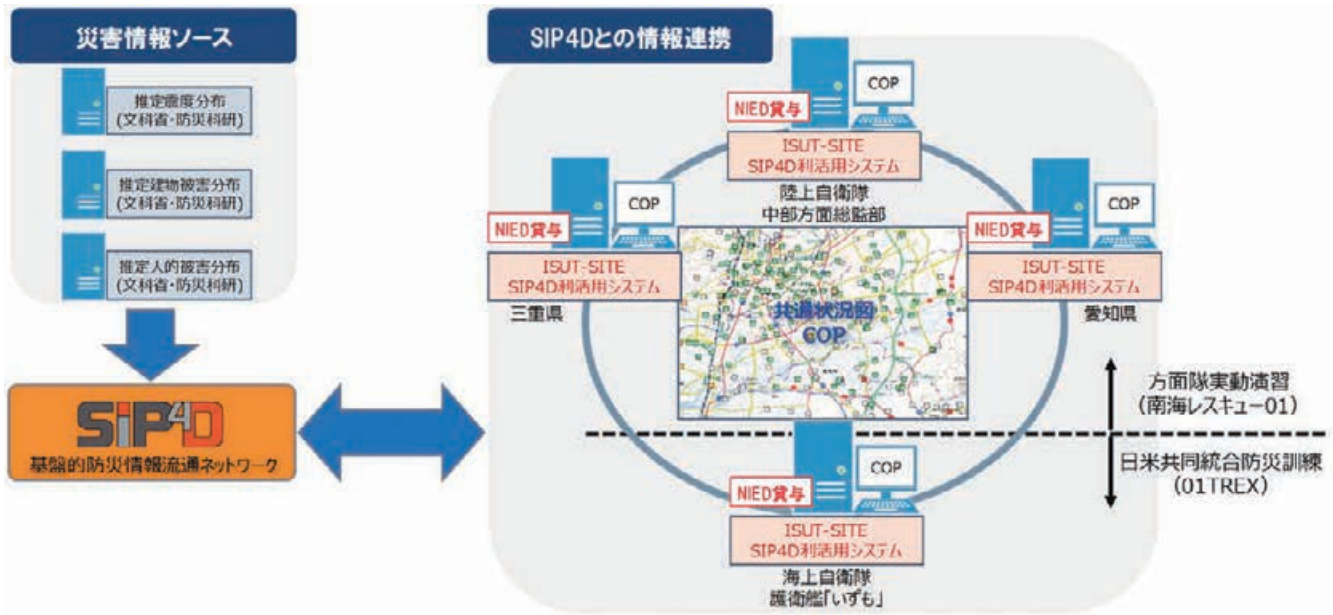 災害情報ソース
推定震度分布
(文科省・防災科研)
推定建物被害分布
(文科省・防災科研)
推定人的被害分布
(文科省・防災科研)
SIP4D
基盤的防災情報流通ネットワーク
SIP4Dとの情報連携
COP
NIED貸与
ISUT-SITE
SIP4D利活用システム
陸上自衛隊
中部方面総監部
COP
NIED貸与
ISUT-SITE
SIP4D利活用システム
三重県
COP
NIED貸与
ISUT-SITE
SIP4D利活用システム
愛知県
共通状況図
COP
方面隊実動演習
(南海レスキュー01)
日米共同統合防災訓練
(01TREX)
COP
NIED貸与
ISUT-SITE
SIP4D利活用システム
海上自衛隊
護衛艦「いずも」